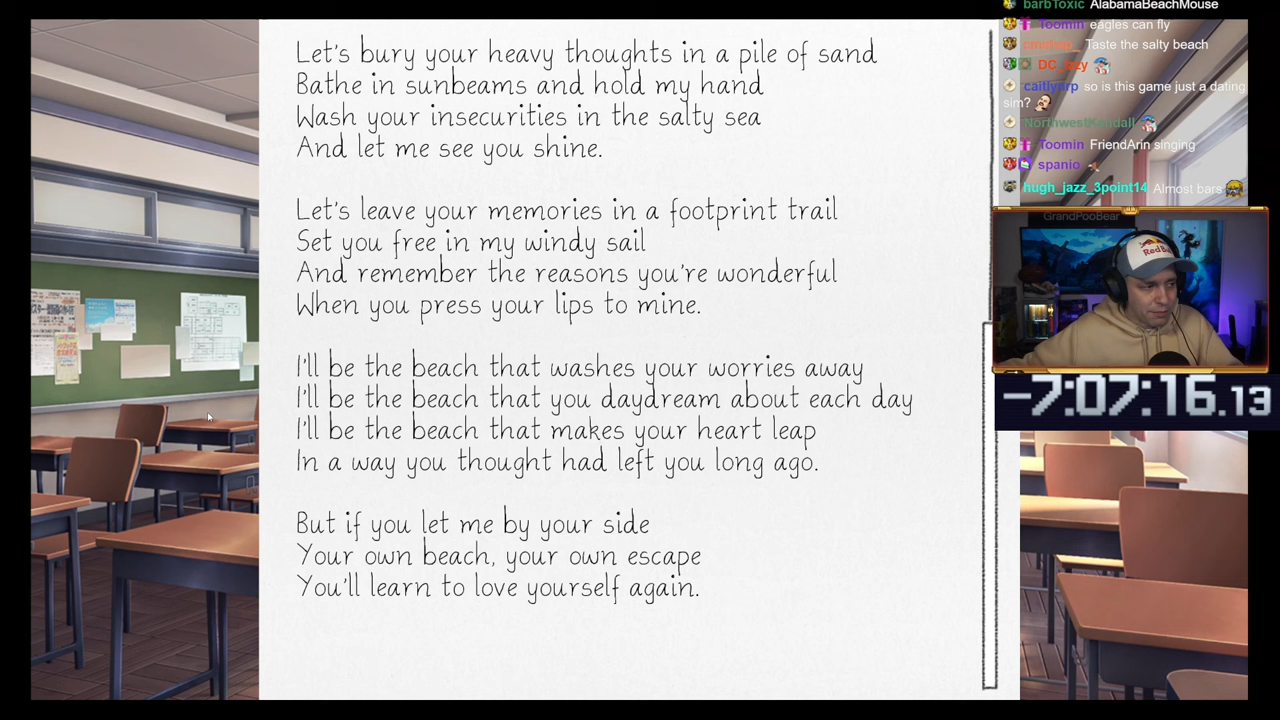 Let's bury your heavy thoughts in a pile of sand
Bathe in sunbeams and hold my hand
Wash your insecurities in the salty sea
And let me see you shine.
Let's leave your memories in a footprint trail
Set you free in my windy sail
And remember the reasons you're wonderful
When you press your lips to mine.
I'll be the beach that washes your worries away
I'll be the beach that you daydream about each day
I'll be the beach that makes your heart leap
In a way you thought had left you long ago.
But if you let me by your side
Your own beach, your own escape
You'll learn to love yourself again.
barbToxic AlabamaBeachMouse
Toomin eagles can fly
Taste the salty beach
caitlynrp so is this game just a dating
sim?
NorthwestKendall
Toomin FriendArin singing
spanio
hugh_jazz_3point14 Almost bars
GrandPooBear
Red Bull
-7:07:16.13